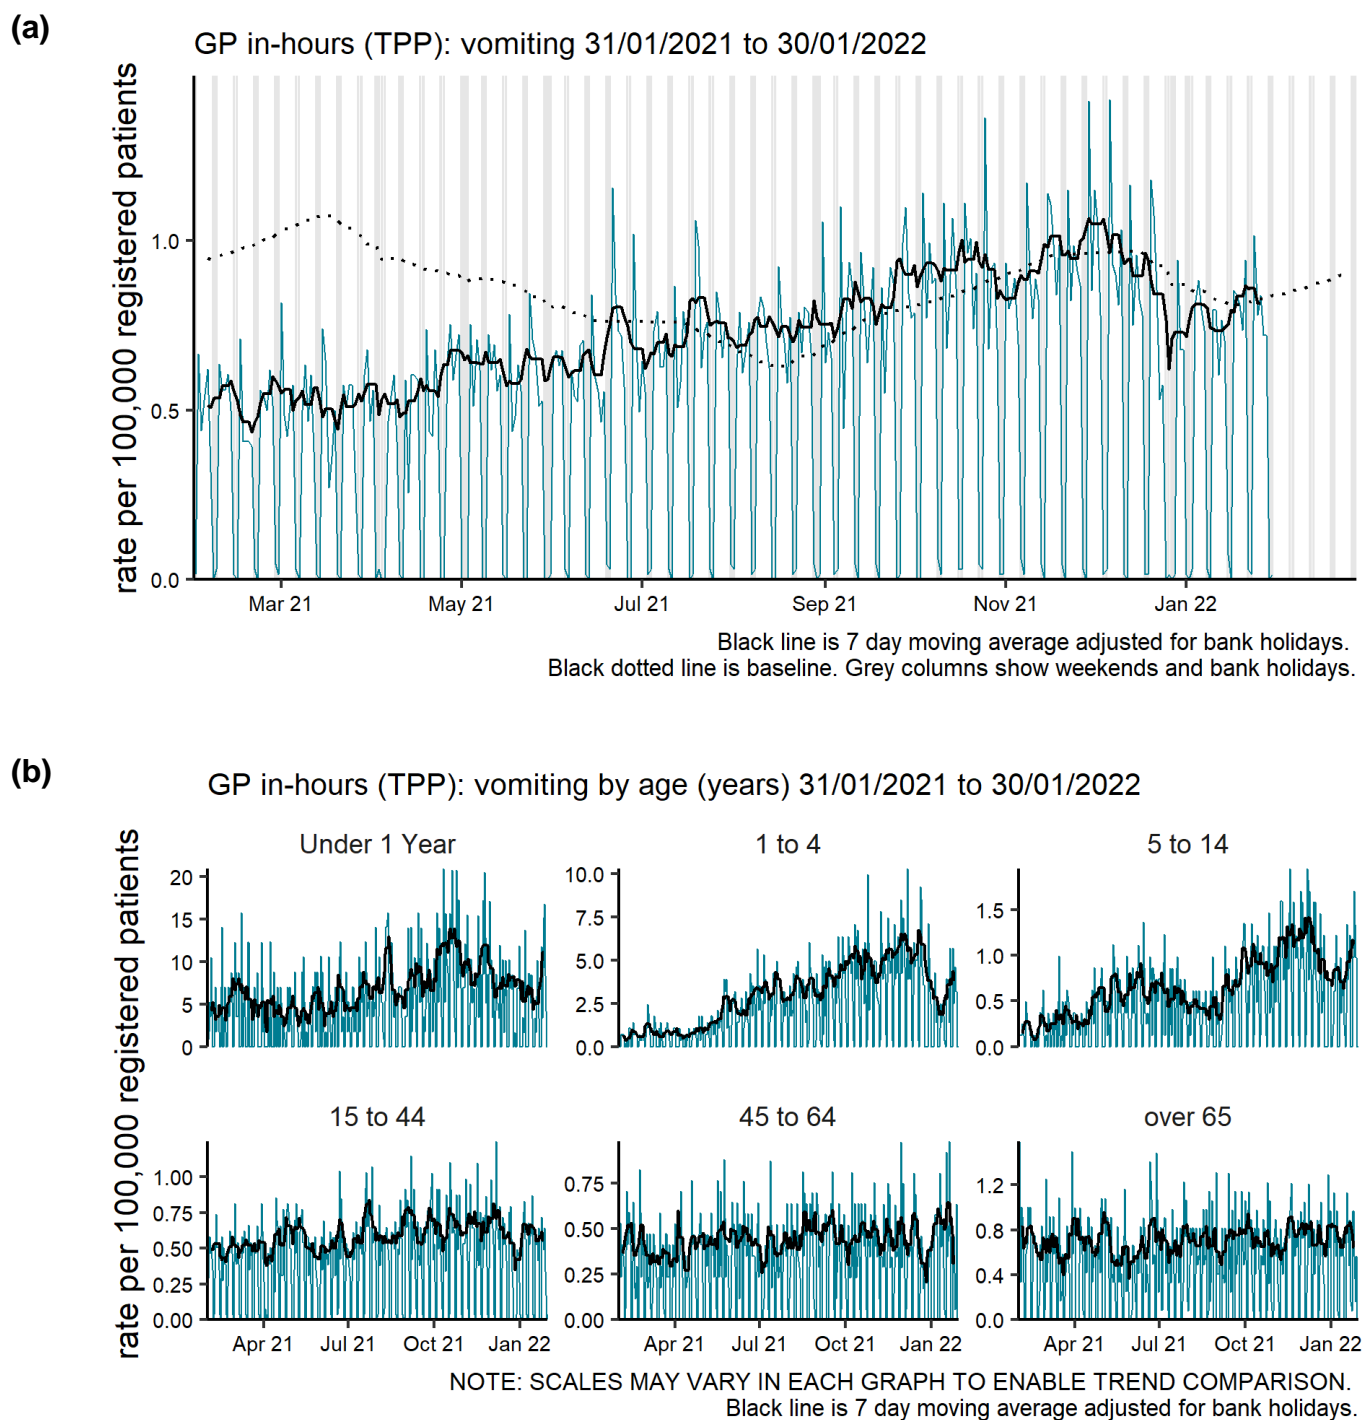 (a)
GP in-hours (TPP): vomiting 31/01/2021 to 30/01/2022
rate per 100,000 registered patients
1.0
0.5
0.0
Mar 21 May 21 Jul 21 Sep 21 Nov 21 Jan 22
Black line is 7 day moving average adjusted for bank holidays.
Black dotted line is baseline. Grey columns show weekends and bank holidays.
(b)
GP in-hours (TPP): vomiting by age (years) 31/01/2021 to 30/01/2022
rate per 100,000 registered patients
Under 1 Year
20
15
10
5
0
1 to 4
10.0
7.5
5.0
2.5
0.0
5 to 14
1.5
1.0
0.5
0.0
15 to 44
1.00
0.75
0.50
0.25
0.00
Apr 21 Jul 21 Oct 21 Jan 22
45 to 64
0.75
0.50
0.25
0.00
Apr 21 Jul 21 Oct 21 Jan 22
over 65
1.2
0.8
0.4
0.0
Apr 21 Jul 21 Oct 21 Jan 22
NOTE: SCALES MAY VARY IN EACH GRAPH TO ENABLE TREND COMPARISON.
Black line is 7 day moving average adjusted for bank holidays.